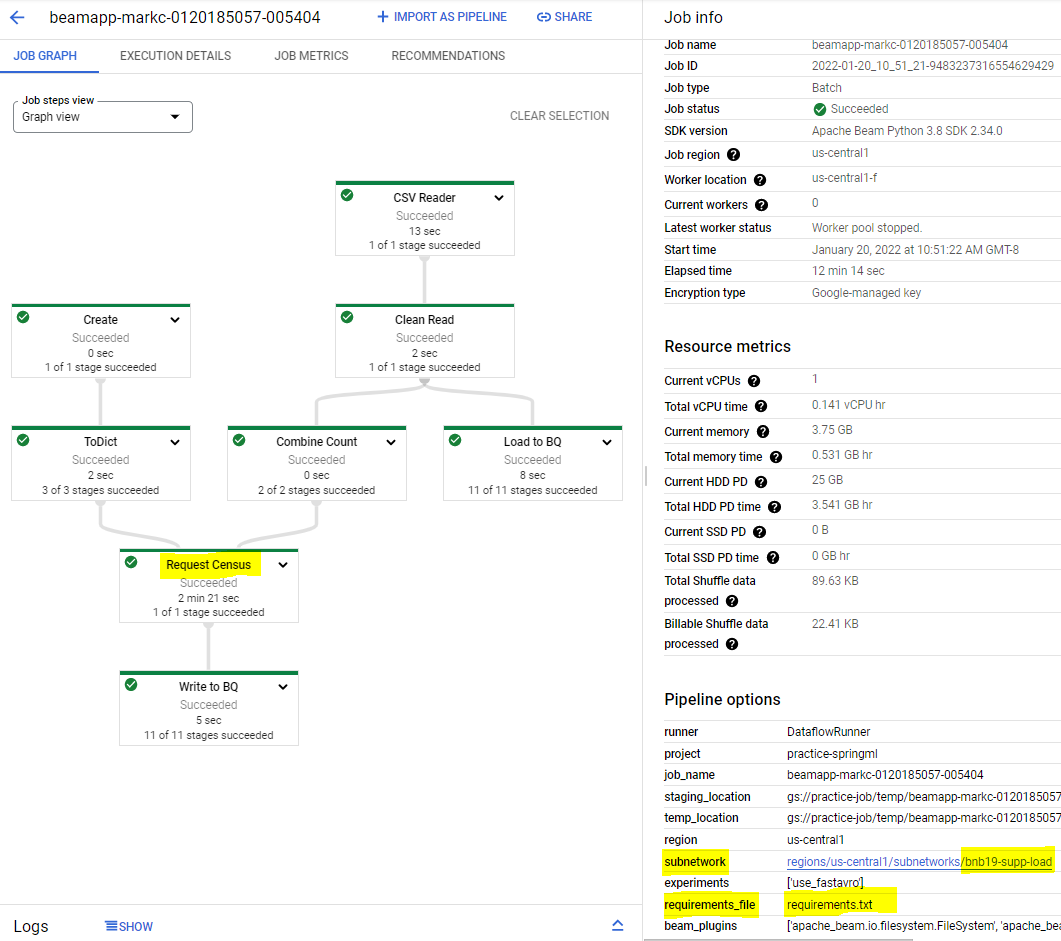 beamapp-markc-0120185057-005404
IMPORT AS PIPELINE
SHARE
JOB GRAPH
EXECUTION DETAILS
JOB METRICS
RECOMMENDATIONS
Job steps view
Graph view
CLEAR SELECTION
CSV Reader
Succeeded
13 sec
1 of 1 stage succeeded
Create
Succeeded
0 sec
1 of 1 stage succeeded
Clean Read
Succeeded
2 sec
1 of 1 stage succeeded
ToDict
Succeeded
2 sec
3 of 3 stages succeeded
Combine Count
Succeeded
0 sec
2 of 2 stages succeeded
Load to BQ
Succeeded
8 sec
11 of 11 stages succeeded
Request Census
Succeeded
2 min 21 sec
1 of 1 stage succeeded
Write to BQ
Succeeded
5 sec
11 of 11 stages succeeded
Logs
SHOW
Job info
Job name beamapp-markc-0120185057-005404
Job ID 2022-01-20_10_51_21-9483237316554629429
Job type Batch
Job status Succeeded
SDK version Apache Beam Python 3.8 SDK 2.34.0
Job region ? us-central1
Worker location ? us-central1-f
Current workers ? 0
Latest worker status Worker pool stopped.
Start time January 20, 2022 at 10:51:22 AM GMT-8
Elapsed time 12 min 14 sec
Encryption type Google-managed key
Resource metrics
Current vCPUs ? 1
Total vCPU time ? 0.141 vCPU hr
Current memory ? 3.75 GB
Total memory time ? 0.531 GB hr
Current HDD PD ? 25 GB
Total HDD PD time ? 3.541 GB hr
Current SSD PD ? 0 B
Total SSD PD time ? 0 GB hr
Total Shuffle data 89.63 KB
processed ?
Billable Shuffle data 22.41 KB
processed ?
Pipeline options
runner DataflowRunner
project practice-springml
job_name beamapp-markc-0120185057-005404
staging_location gs://practice-job/temp/beamapp-markc-0120185057
temp_location gs://practice-job/temp/beamapp-markc-0120185057
region us-central1
subnetwork regions/us-central1/subnetworks/bnb19-supp-load
experiments ['use_fastavro']
requirements_file requirements.txt
beam_plugins ['apache_beam.io.filesystem.FileSystem', 'apache_bea